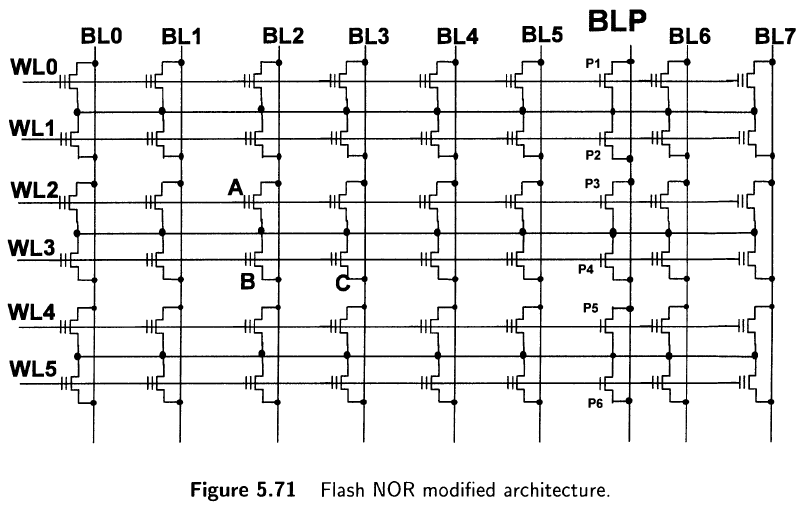 BL0 BL1 BL2 BL3 BL4 BL5 BLP BL6 BL7
WL0 P1
WL1
P2
WL2 A P3
WL3
B C P4
WL4 P5
WL5
P6
Figure 5.71 Flash NOR modified architecture.